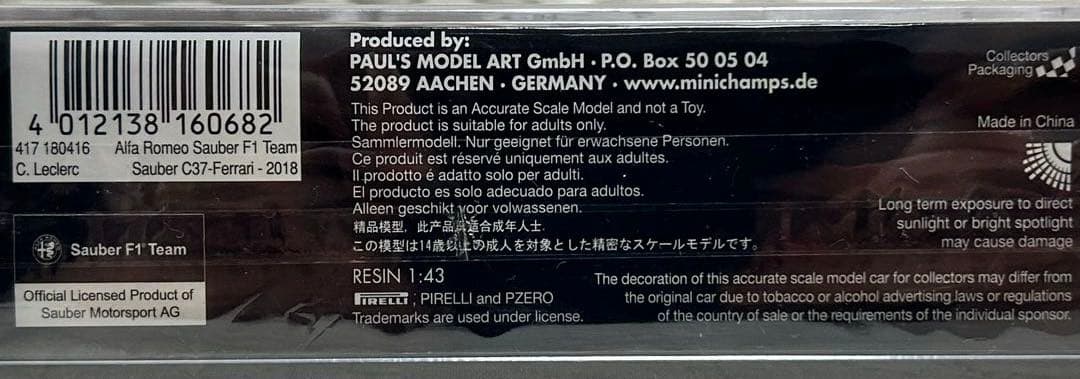 4 012138 160682
417 180416 Alfa Romeo Sauber F1 Team
C. Leclerc Sauber C37-Ferrari - 2018
Sauber F1® Team
Official Licensed Product of
Sauber Motorsport AG
Produced by:
PAUL'S MODEL ART GmbH · P.O. Box 50 05 04
52089 AACHEN · GERMANY · www.minichamps.de
This Product is an Accurate Scale Model and not a Toy.
The product is suitable for adults only.
Sammlermodell. Nur geeignet für erwachsene Personen.
Ce produit est réservé uniquement aux adultes.
Il prodotto é adatto solo per adulti.
El producto es solo adecuado para adultos.
Alleen geschikt voor volwassenen.
精品模型，此产品适合成年人士.
この模型は14歳以上の成人を対象とした精密なスケールモデルです。
RESIN 1:43
PIRELLI , PIRELLI and PZERO
Trademarks are used under license.
Collectors
Packaging
Made in China
Long term exposure to direct
sunlight or bright spotlight
may cause damage
The decoration of this accurate scale model car for collectors may differ from
the original car due to tobacco or alcohol advertising laws or regulations
of the country of sale or the requirements of the individual sponsor.